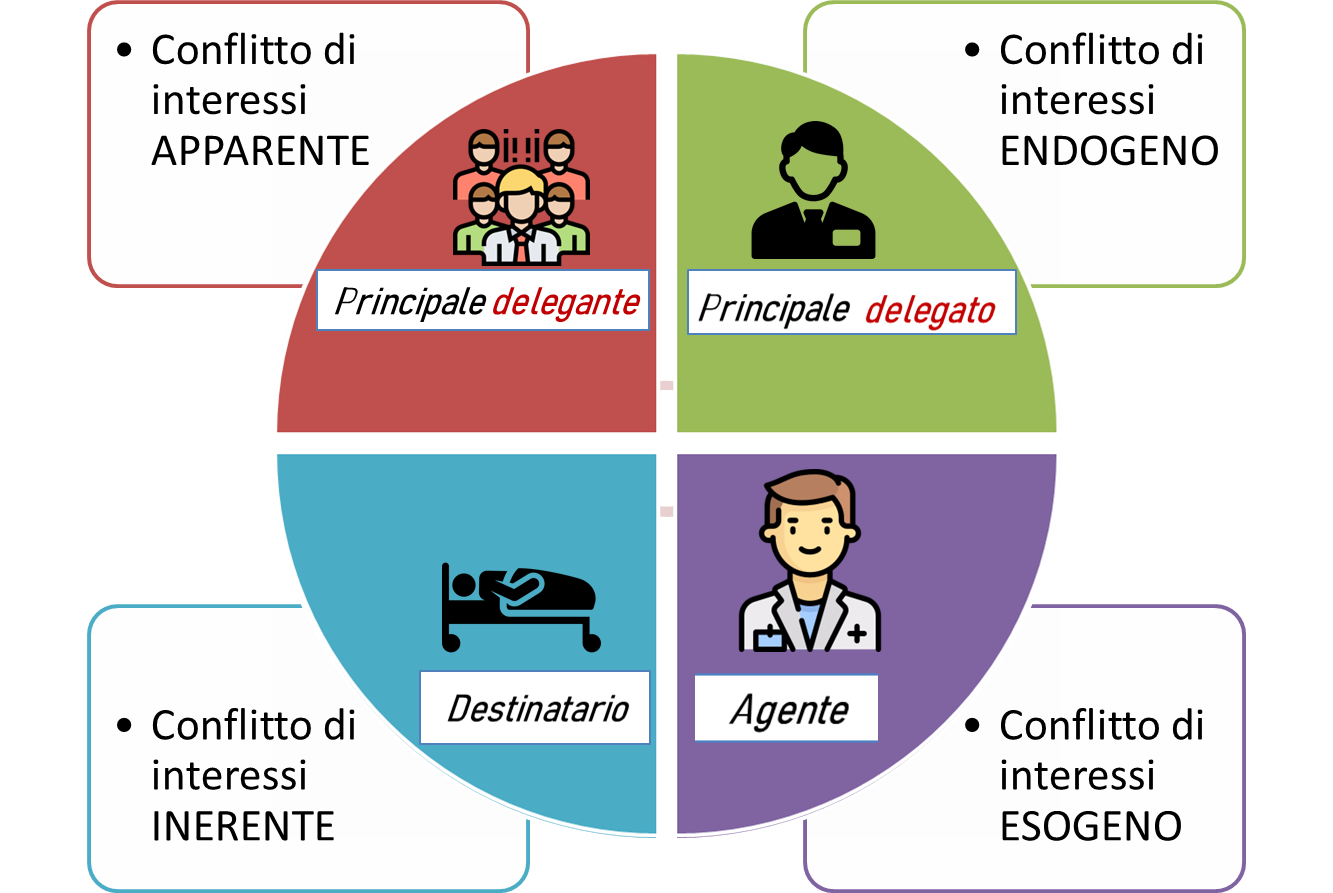 • Conflitto di
interessi
APPARENTE
• Conflitto di
interessi
ENDOGENO
Principale delegante
Principale delegato
Destinatario
Agente
• Conflitto di
interessi
INERENTE
• Conflitto di
interessi
ESOGENO